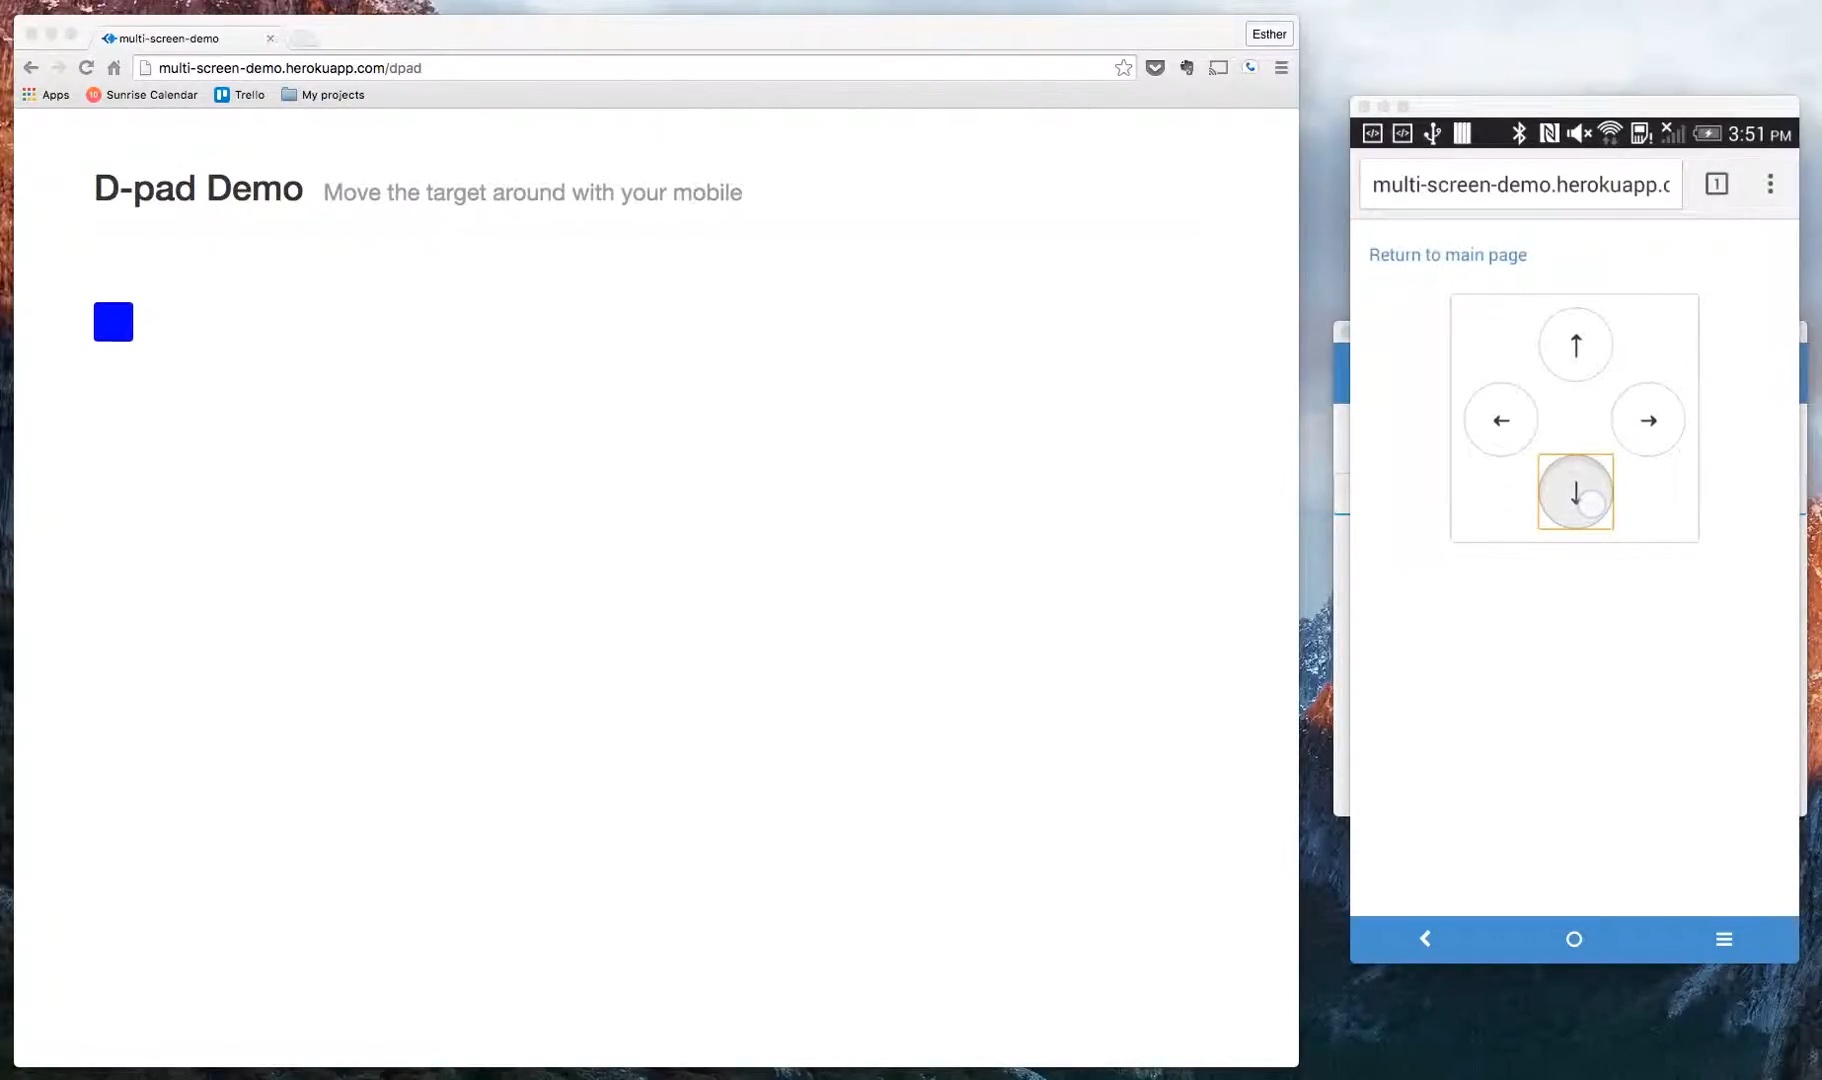 multi-screen-demo
Esther
multi-screen-demo.herokuapp.com/dpad
Apps
10
Sunrise Calendar
Trello
My projects
D-pad Demo Move the target around with your mobile
3:51 PM
multi-screen-demo.herokuapp.c
1
Return to main page
↑
← →
↓